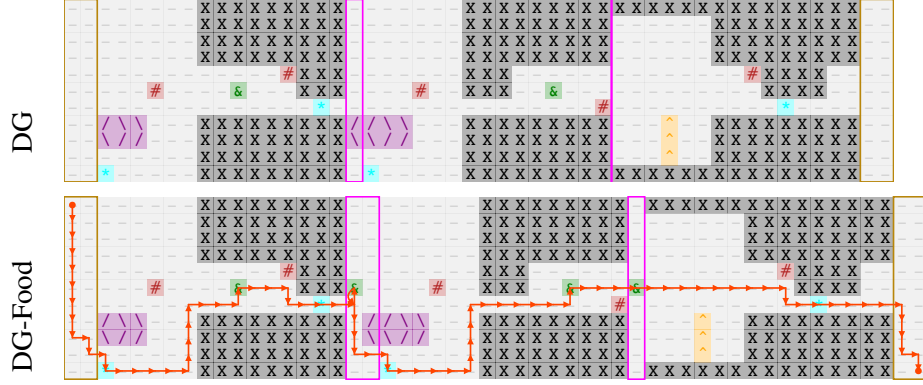 DG
X X X X X X X X X X X X X X X X X X X X X X X X X X X X X X X X X
X X X X X X X X X X X X X X X X X X X X X X X X X X X
X X X X X X X X X X X X X X X X X X X X X X X X X X X
X X X X X X X X X X X X X X X X X X X X X X X X X X X
# X X X X X X # X X X X
# & X X X # X X X & X X X X
* # *
X X X X X X X X X X X X X X X X X X ^ X X X X X X X X X
X X X X X X X X X X X X X X X X X X ^ X X X X X X X X X
X X X X X X X X X X X X X X X X X X ^ X X X X X X X X X
* X X X X X X X X X * X X X X X X X X X X X X X X X X X X X X X X X X
DG-Food
X X X X X X X X X X X X X X X X X X X X X X X X X X X X X X X X X
X X X X X X X X X X X X X X X X X X X X X X X X X X X
X X X X X X X X X X X X X X X X X X X X X X X X X X X
X X X X X X X X X X X X X X X X X X X X X X X X X X X
# X X X X X X # X X X X
# & X X X & # X X X & & X X X X
* # *
X X X X X X X X X X X X X X X X X X ^ X X X X X X X X X
X X X X X X X X X X X X X X X X X X ^ X X X X X X X X X
X X X X X X X X X X X X X X X X X X ^ X X X X X X X X X
* X X X X X X X X X * X X X X X X X X X X X X X X X X X X X X X X X X